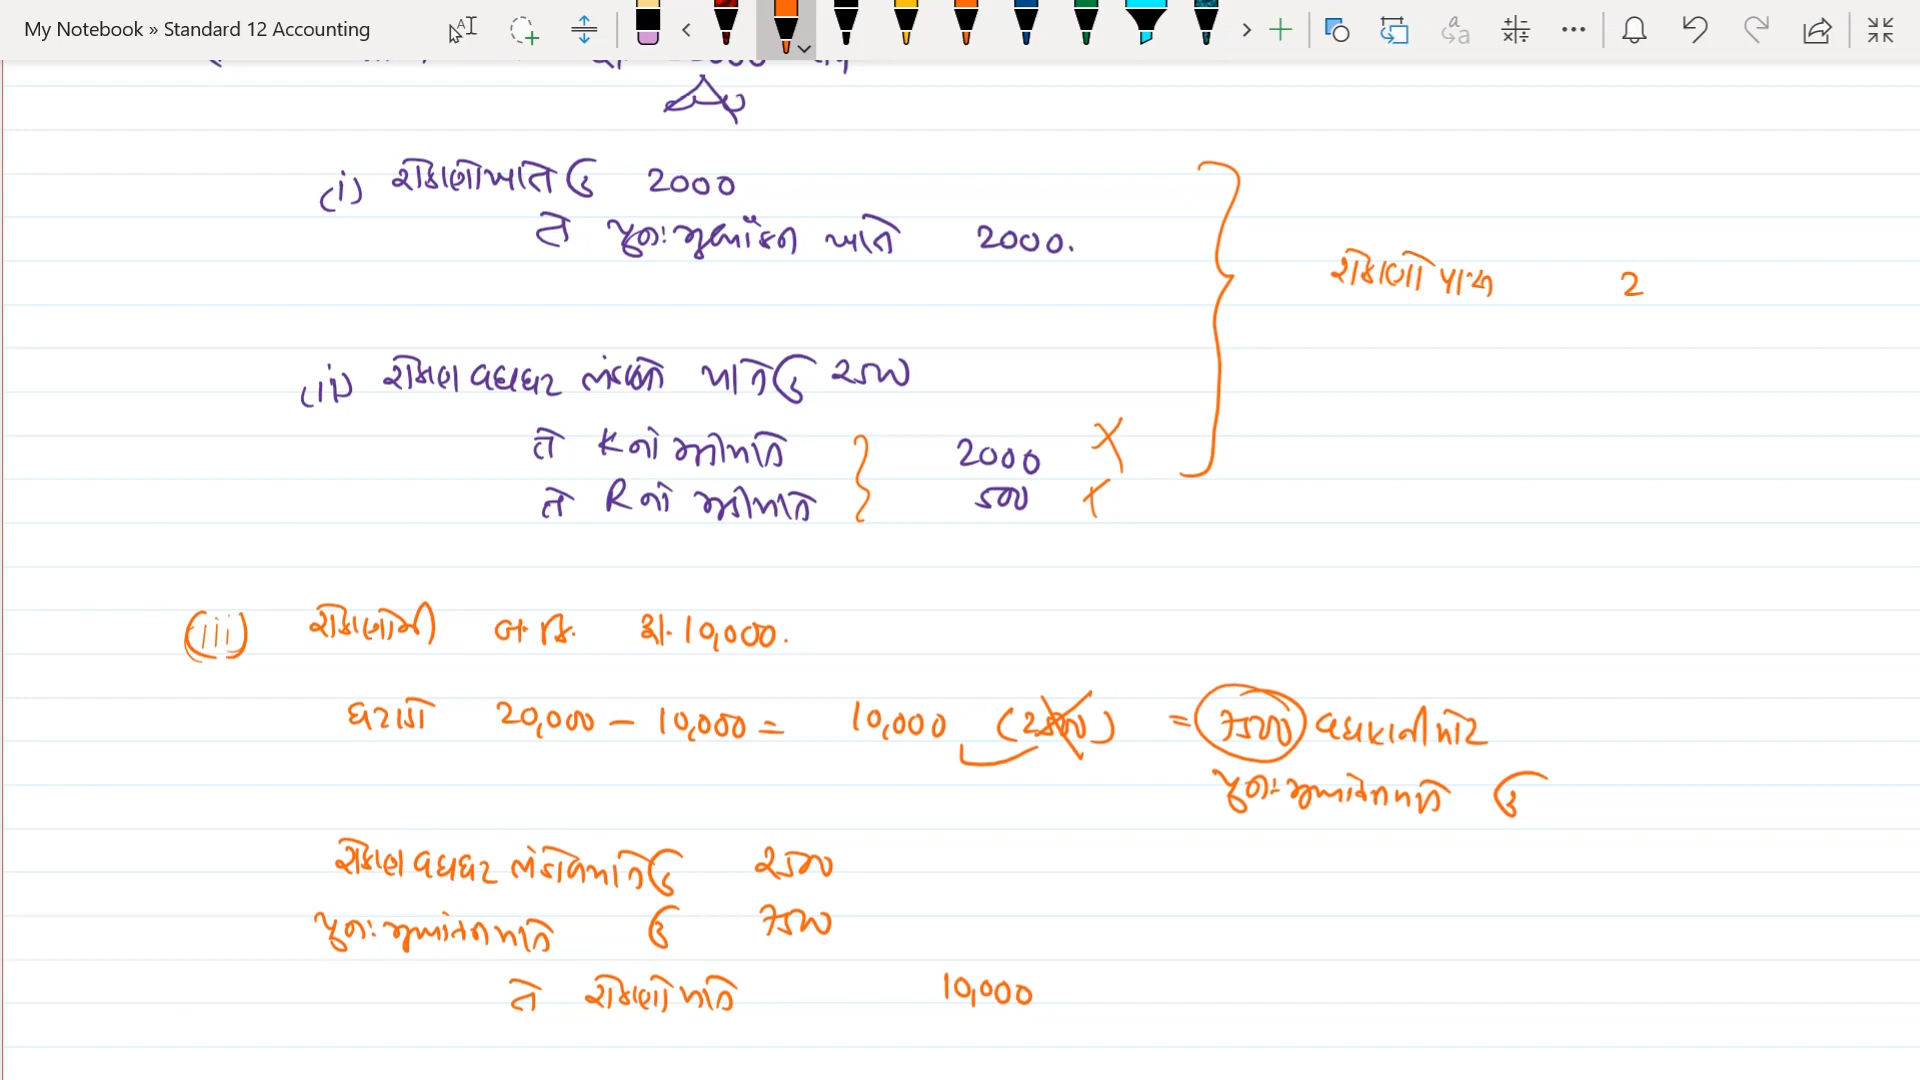 My Notebook » Standard 12 Accounting
(i) રોકાણો ખાતે ઉ 2000
તે પુનઃમૂલ્યાંકન ખાતે 2000.
રોકાણો 2
(ii) રોકાણ વધઘટ ભંડોળ ખાતે ઉ 2500
તે K નો ખાતે 2000 X
તે R નો ખાતે 500 X
(iii) રોકાણોની બ.કિં. રૂા. 10,000.
ઘટાડો 20,000 – 10,000 = 10,000 (2500) = 7500 વધારાની ખોટ
પુનઃમૂલ્યાંકન ખાતે ઉ
રોકાણ વધઘટ ભંડોળ ખાતે ઉ 2500
પુનઃમૂલ્યાંકન ખાતે ઉ 7500
તે રોકાણો ખાતે 10,000